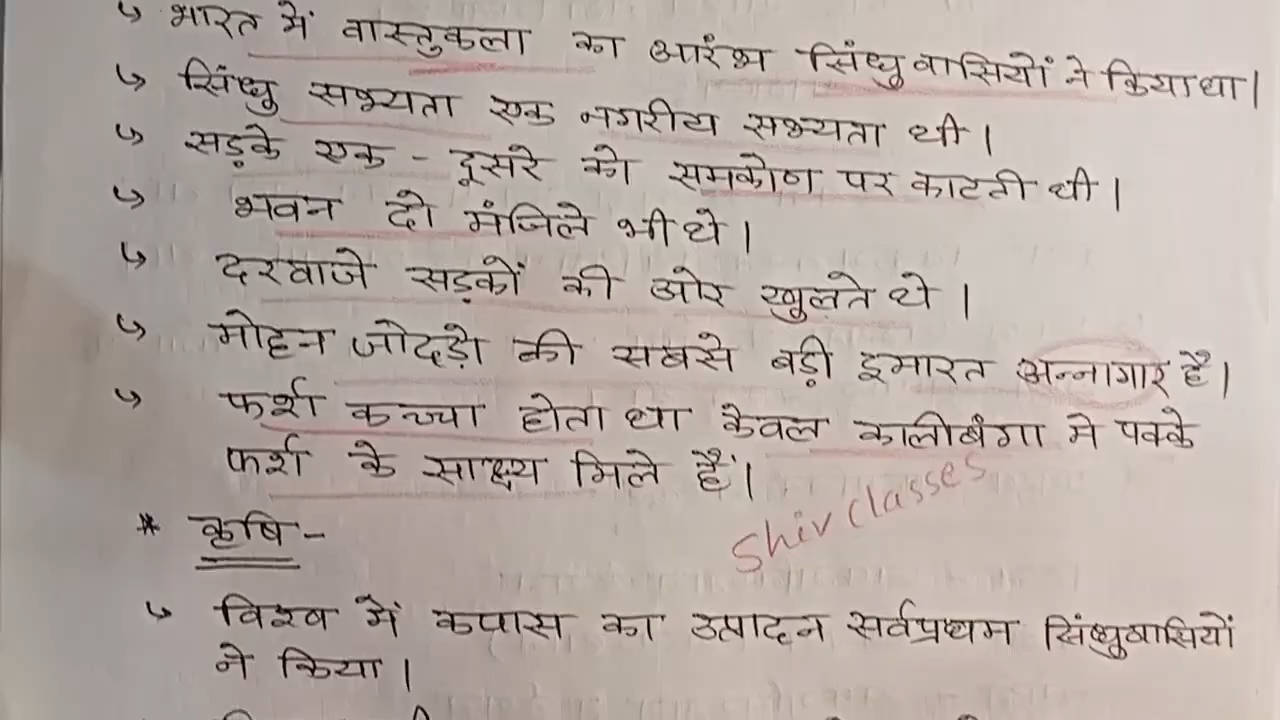 ↳ भारत में वास्तुकला का आरंभ सिंधुवासियों ने किया था।
↳ सिंधु सभ्यता एक नगरीय सभ्यता थी।
↳ सड़के एक - दूसरे को समकोण पर काटती थी।
↳ भवन दो मंजिले भी थे।
↳ दरवाजे सड़कों की ओर खुलते थे।
↳ मोहन जोदड़ो की सबसे बड़ी इमारत अन्नागार है।
↳ फर्श कच्चा होता था केवल कालीबंगा मे पक्के
फर्श के साक्ष्य मिले हैं।
Shiv classes
* कृषि -
↳ विश्व में कपास का उत्पादन सर्वप्रथम सिंधुवासियों
ने किया।